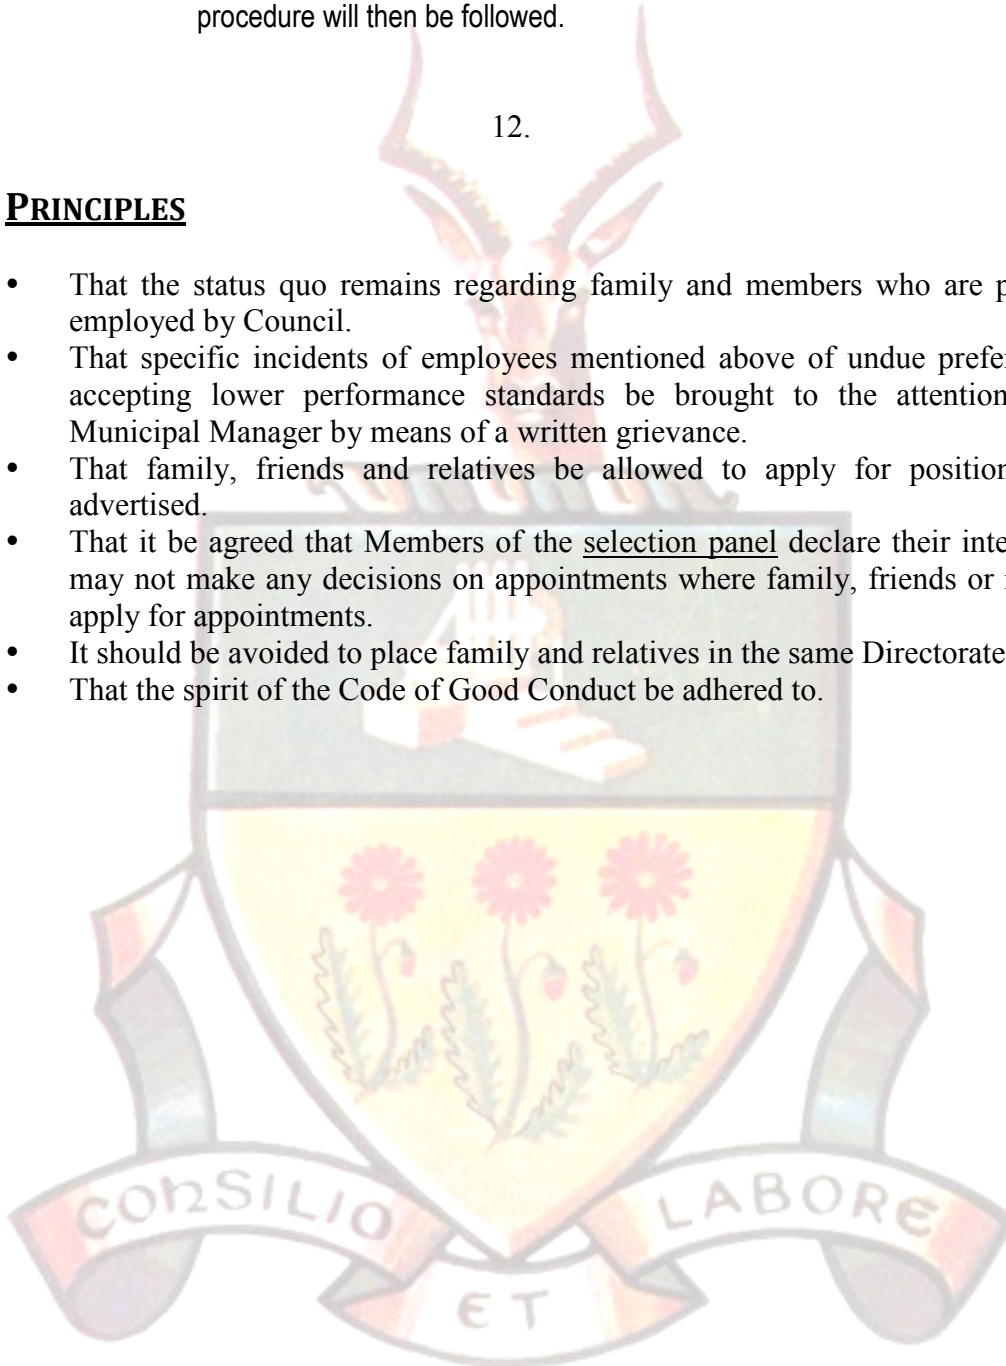 procedure will then be followed.
12.
PRINCIPLES
• That the status quo remains regarding family and members who are
employed by Council.
• That specific incidents of employees mentioned above of undue
accepting lower performance standards be brought to the attention
Municipal Manager by means of a written grievance.
• That family, friends and relatives be allowed to apply for
advertised.
• That it be agreed that Members of the selection panel declare their
may not make any decisions on appointments where family, friends or
apply for appointments.
• It should be avoided to place family and relatives in the same Directorate
• That the spirit of the Code of Good Conduct be adhered to.
CONSILIO
LABORE
ET